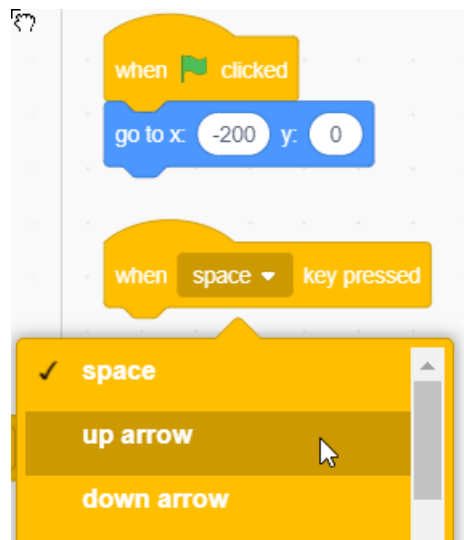 when clicked
go to x: -200 y: 0
when space key pressed
space
up arrow
down arrow